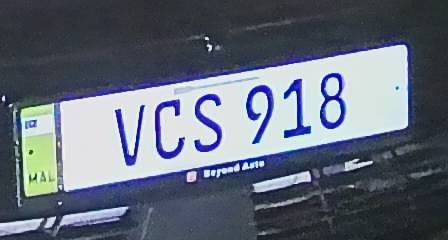 MAL
VCS 918
Beyond Auto